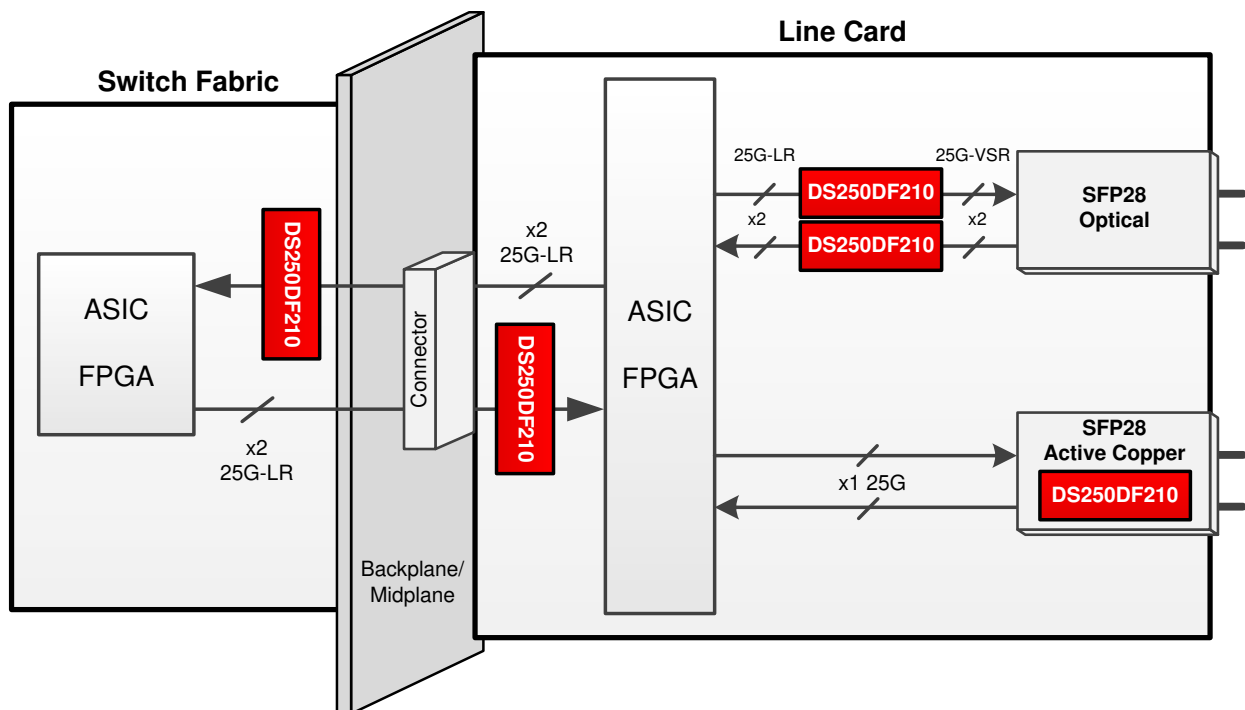 Switch Fabric
Line Card
ASIC
FPGA
DS250DF210
x2
25G-LR
Backplane/
Midplane
Connector
x2
25G-LR
DS250DF210
ASIC
FPGA
25G-LR
DS250DF210
25G-VSR
x2
DS250DF210
x2
SFP28
Optical
x1 25G
SFP28
Active Copper
DS250DF210